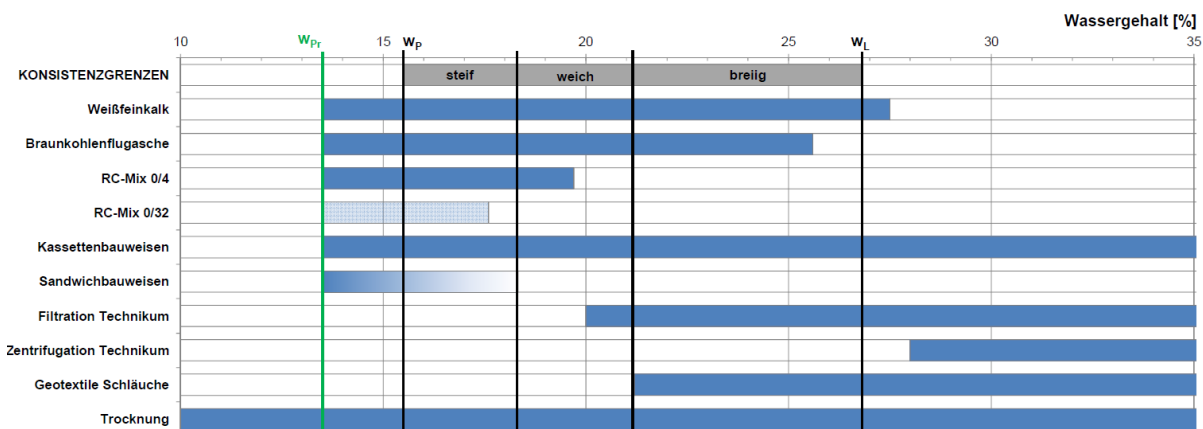 Wassergehalt [%]
10 w_Pr 15 w_P 20 25 w_L 30 35
KONSISTENZGRENZEN steif weich breiig
Weißfeinkalk
Braunkohlenflugasche
RC-Mix 0/4
RC-Mix 0/32
Kassettenbauweisen
Sandwichbauweisen
Filtration Technikum
Zentrifugation Technikum
Geotextile Schläuche
Trocknung